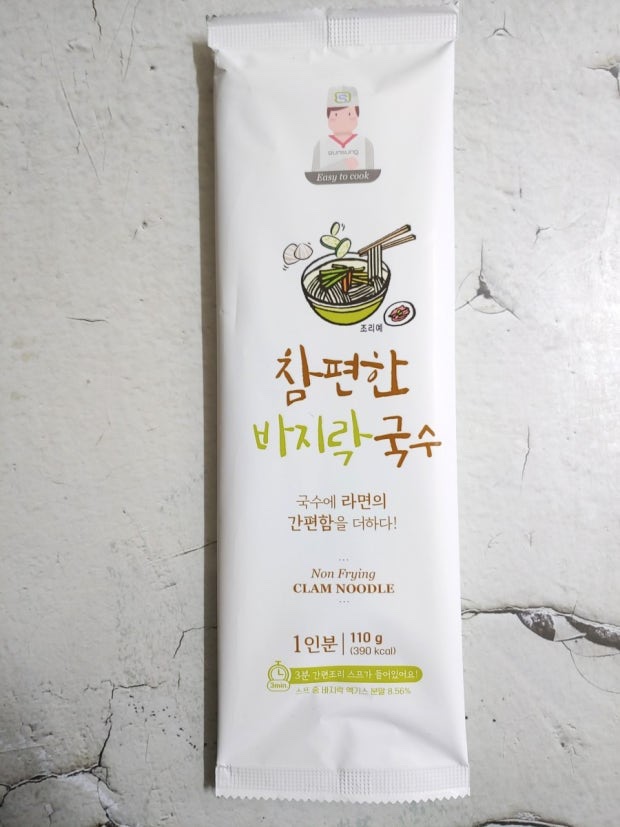 sunsung
Easy to cook
조리예
참편한
바지락국수
국수에 라면의
간편함을 더하다!
Non Frying
CLAM NOODLE
1인분 110 g
(390 kcal)
3min. 3분 간편조리 스프가 들어있어요!
스프 중 바지락 엑기스 분말 8.56%